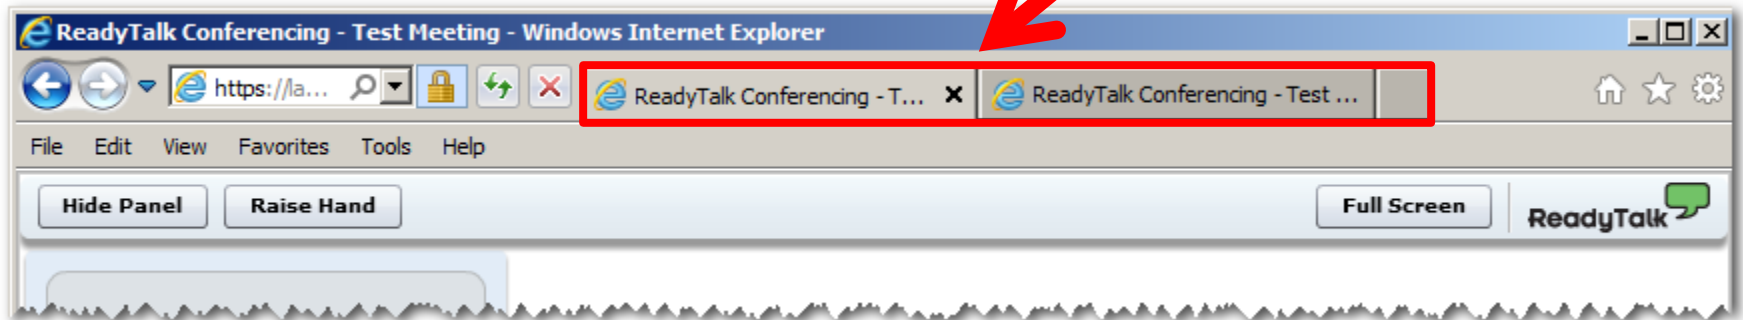 ReadyTalk Conferencing - Test Meeting - Windows Internet Explorer
https://la... ReadyTalk Conferencing - T... ReadyTalk Conferencing - Test ...
File Edit View Favorites Tools Help
Hide Panel Raise Hand Full Screen ReadyTalk